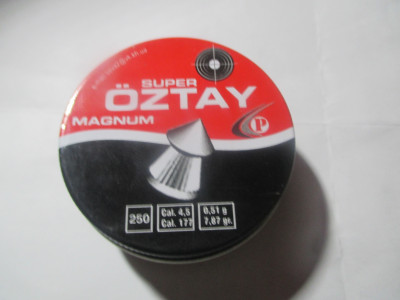 SUPER
ÖZTAY
MAGNUM
P
250
Cal. 4,5
Cal. 177
0,51 g
7,87 gr.